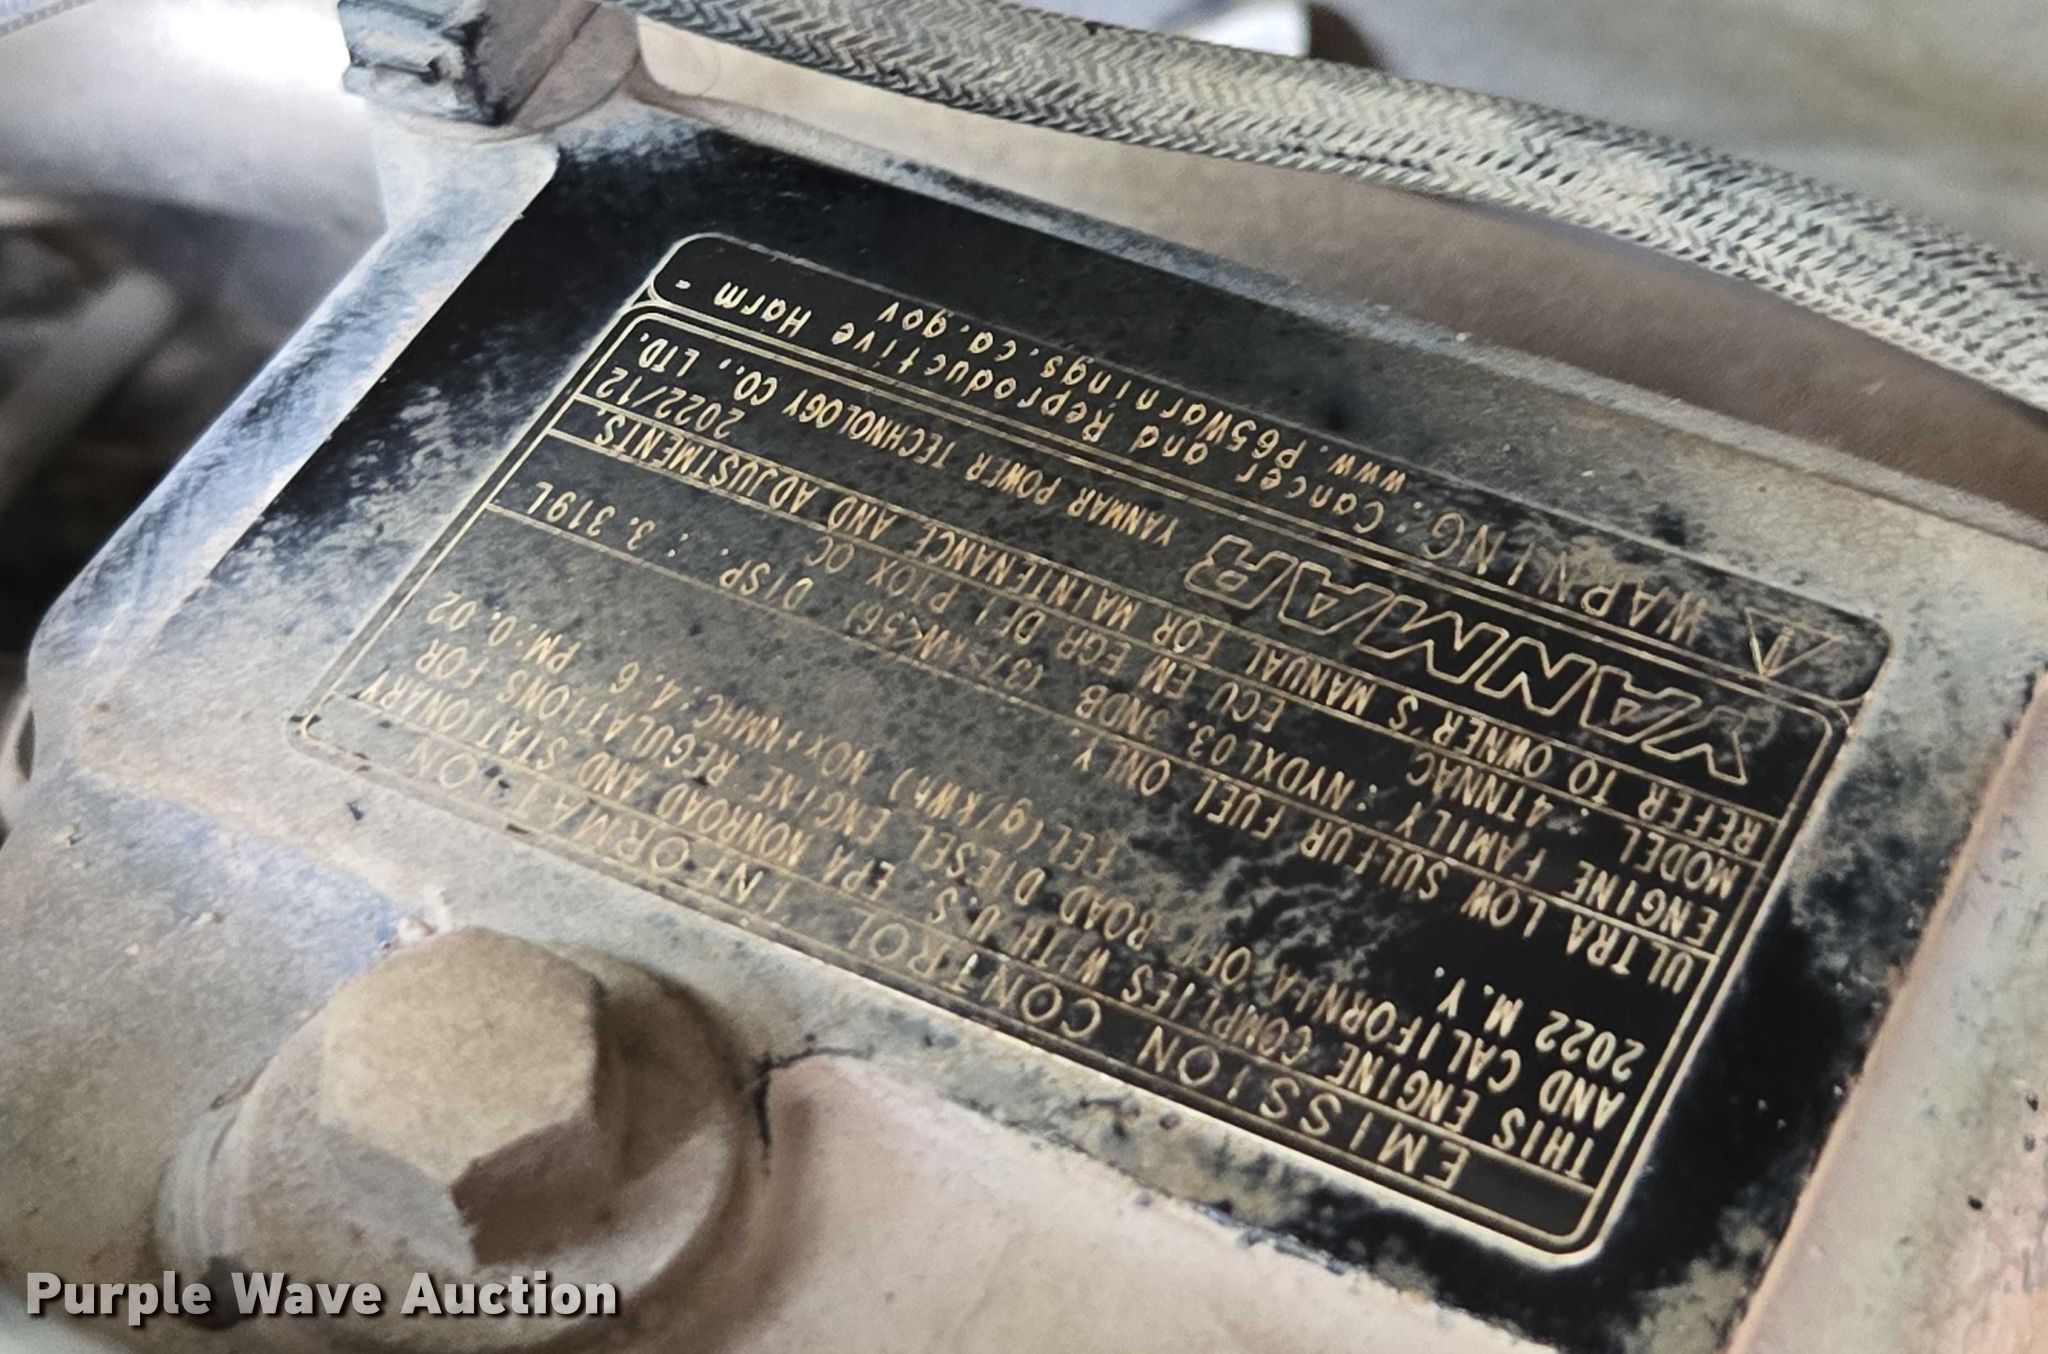 EMISSION CONTROL INFORMATION
THIS ENGINE COMPLIES WITH U.S. EPA NONROAD AND STATIONARY
AND CALIFORNIA OFF ROAD DIESEL ENGINE REGULATIONS FOR
2022 M.Y. FEL(g/kWh) NOx+NMHC:4.6 PM:0.02
ULTRA LOW SULFUR FUEL ONLY.
ENGINE FAMILY : NYDXL03.3NDB (37≤kW<56) DISP. : 3.319L
MODEL : 4TNNAC ECU EM EGR DFI PIOX OC
REFER TO OWNER'S MANUAL FOR MAINTENANCE AND ADJUSTMENTS.
2022/12
YANMAR YANMAR POWER TECHNOLOGY CO., LTD.
WARNING: Cancer and Reproductive Harm -
www.P65Warnings.ca.gov
Purple Wave Auction